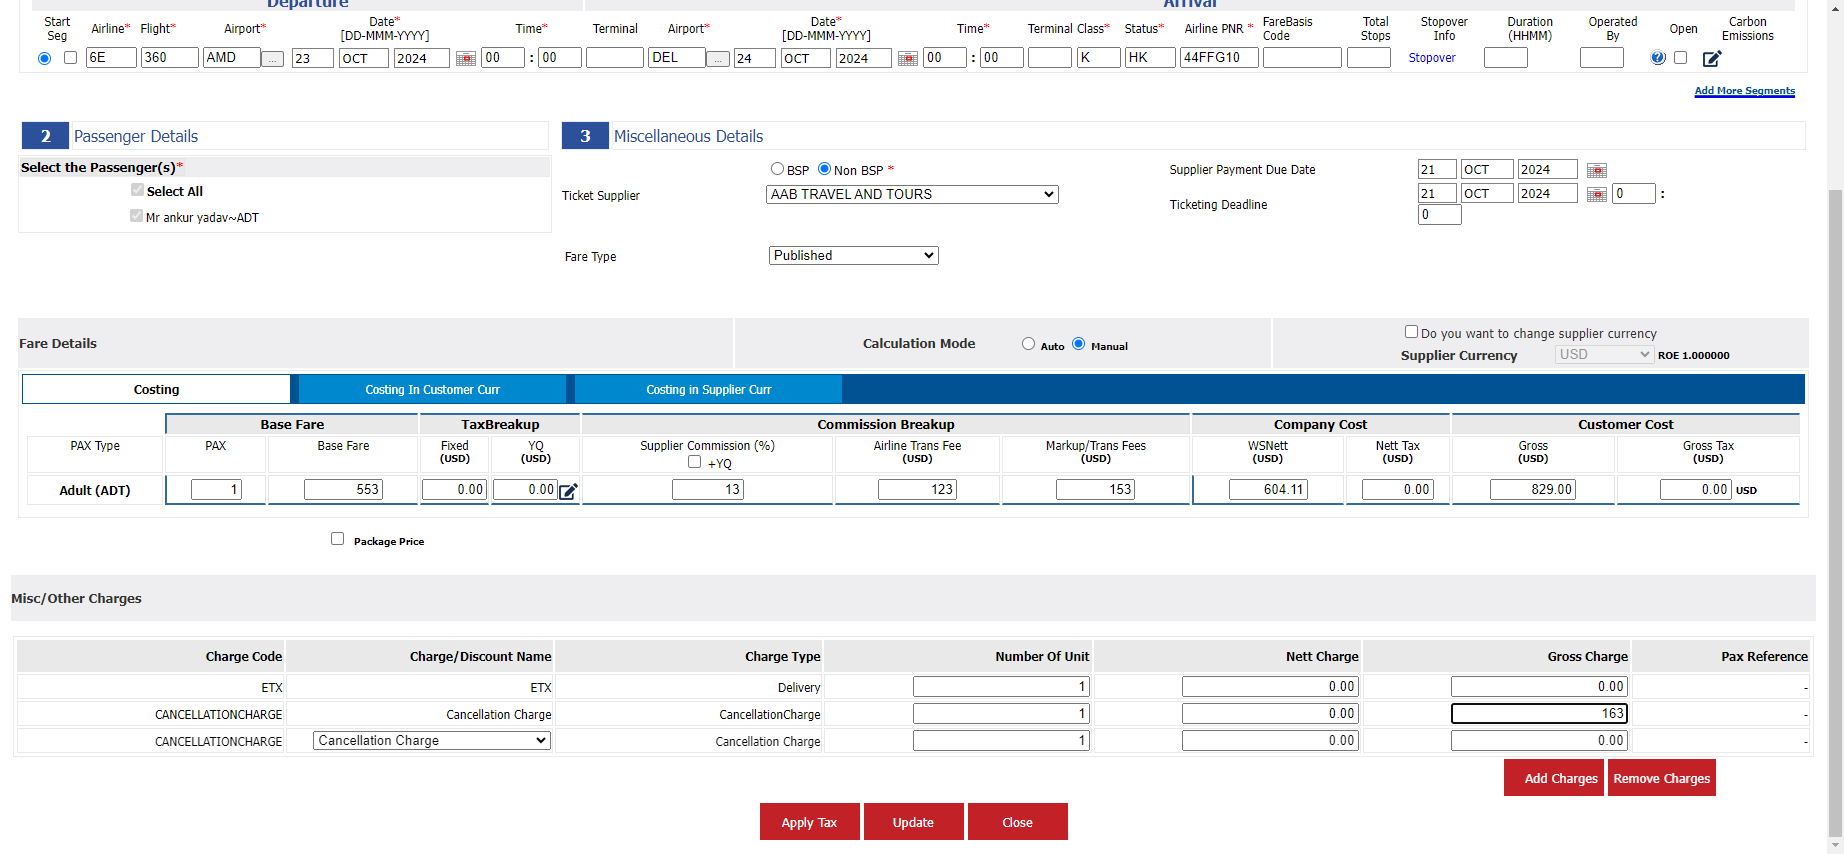 Departure Arrival
Start Seg Airline* Flight* Airport* Date* [DD-MMM-YYYY] Time* Terminal Airport* Date* [DD-MMM-YYYY] Time* Terminal Class* Status* Airline PNR * FareBasis Code Total Stops Stopover Info Duration (HHMM) Operated By Open Carbon Emissions
6E 360 AMD ... 23 OCT 2024 00 : 00 DEL ... 24 OCT 2024 00 : 00 K HK 44FFG10 Stopover ?
Add More Segments
2 Passenger Details
Select the Passenger(s)*
Select All
Mr ankur yadav~ADT
3 Miscellaneous Details
BSP Non BSP *
Ticket Supplier AAB TRAVEL AND TOURS
Fare Type Published
Supplier Payment Due Date 21 OCT 2024
Ticketing Deadline 21 OCT 2024 0 :
0
Fare Details Calculation Mode Auto Manual
Do you want to change supplier currency
Supplier Currency USD ROE 1.000000
Costing Costing In Customer Curr Costing in Supplier Curr
Base Fare TaxBreakup Commission Breakup Company Cost Customer Cost
PAX Type PAX Base Fare Fixed (USD) YQ (USD) Supplier Commission (%) +YQ Airline Trans Fee (USD) Markup/Trans Fees (USD) WSNett (USD) Nett Tax (USD) Gross (USD) Gross Tax (USD)
Adult (ADT) 1 553 0.00 0.00 13 123 153 604.11 0.00 829.00 0.00 USD
Package Price
Misc/Other Charges
Charge Code Charge/Discount Name Charge Type Number Of Unit Nett Charge Gross Charge Pax Reference
ETX ETX Delivery 1 0.00 0.00 -
CANCELLATIONCHARGE Cancellation Charge CancellationCharge 1 0.00 163 -
CANCELLATIONCHARGE Cancellation Charge Cancellation Charge 1 0.00 0.00 -
Add Charges Remove Charges
Apply Tax Update Close